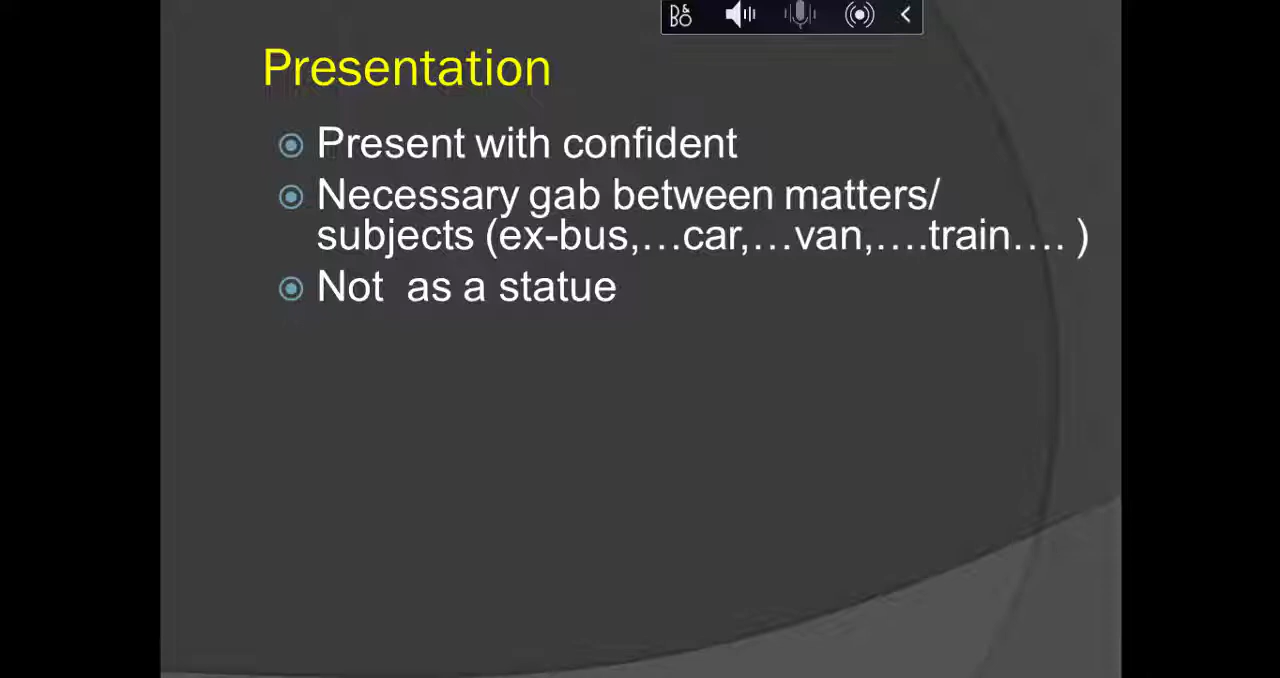 B&O
Presentation
Present with confident
Necessary gab between matters/
subjects (ex-bus,…car,…van,….train…. )
Not  as a statue